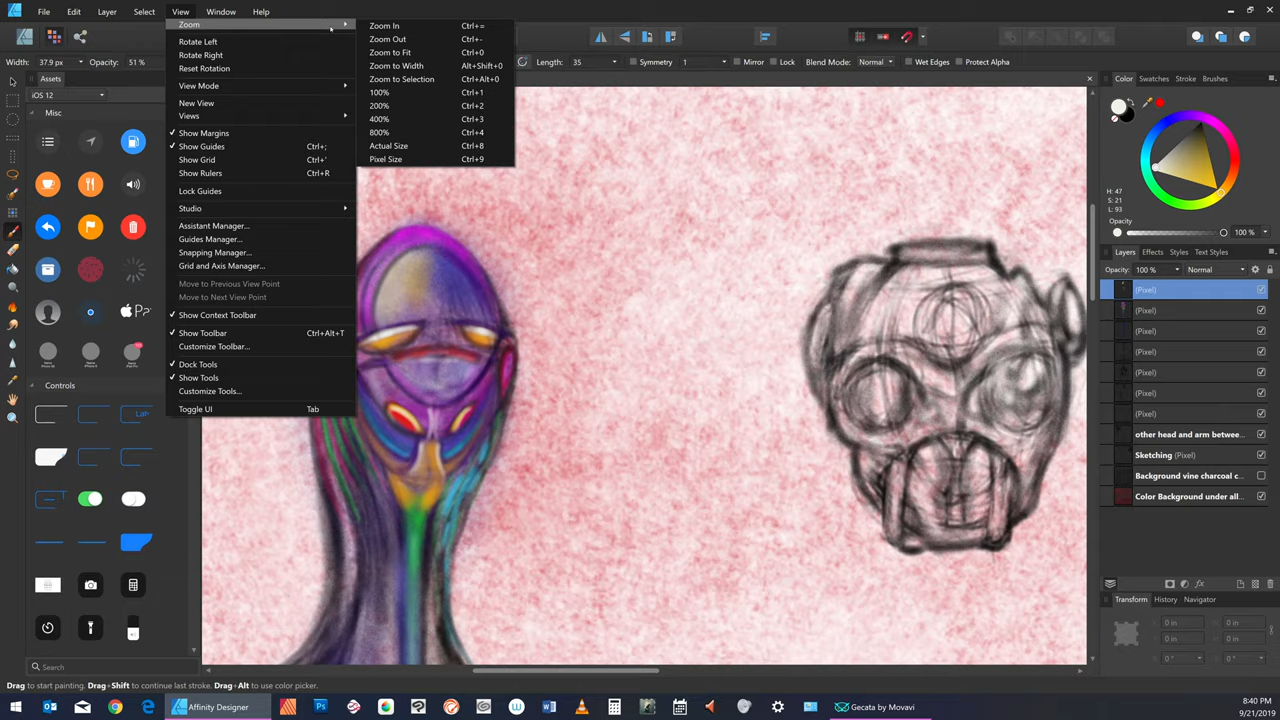 File Edit Layer Select View Window Help
Width: 37.9 px Opacity: 51 % Length: 35 Symmetry 1 Mirror Lock Blend Mode: Normal Wet Edges Protect Alpha
Assets
iOS 12
Misc
Controls
Search
Zoom
Rotate Left
Rotate Right
Reset Rotation
View Mode
New View
Views
Show Margins
Show Guides Ctrl+;
Show Grid Ctrl+'
Show Rulers Ctrl+R
Lock Guides
Studio
Assistant Manager...
Guides Manager...
Snapping Manager...
Grid and Axis Manager...
Move to Previous View Point
Move to Next View Point
Show Context Toolbar
Show Toolbar Ctrl+Alt+T
Customize Toolbar...
Dock Tools
Show Tools
Customize Tools...
Toggle UI Tab
Zoom In Ctrl+=
Zoom Out Ctrl+-
Zoom to Fit Ctrl+0
Zoom to Width Alt+Shift+0
Zoom to Selection Ctrl+Alt+0
100% Ctrl+1
200% Ctrl+2
400% Ctrl+3
800% Ctrl+4
Actual Size Ctrl+8
Pixel Size Ctrl+9
Color Swatches Stroke Brushes
H: 47
S: 21
L: 93
Opacity
100 %
Layers Effects Styles Text Styles
Opacity: 100 % Normal
(Pixel)
(Pixel)
(Pixel)
(Pixel)
(Pixel)
(Pixel)
(Pixel)
other head and arm betwee...
Sketching (Pixel)
Background vine charcoal c...
Color Background under all...
Transform History Navigator
X: 0 in W: 0 in
Y: 0 in H: 0 in
R: 0 ° S: 0 °
Drag to start painting. Drag+Shift to continue last stroke. Drag+Alt to use color picker.
Affinity Designer
Gecata by Movavi
8:40 PM
9/21/2019